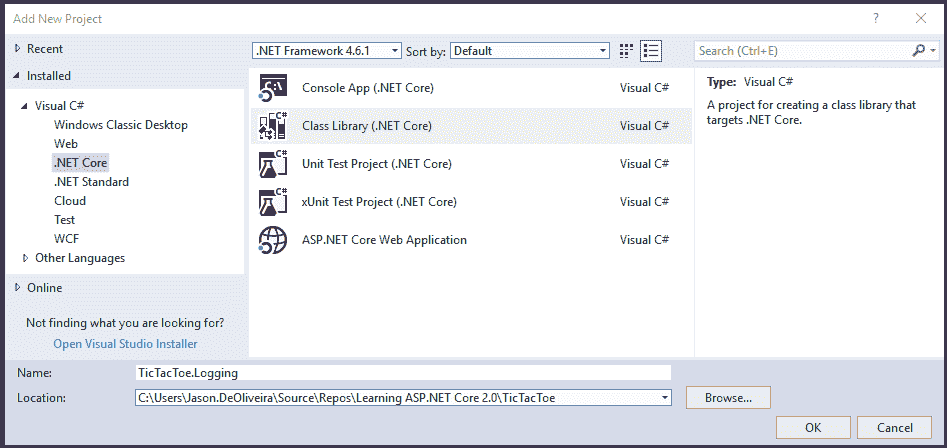 Add New Project
?
Recent
.NET Framework 4.6.1
Sort by: Default
Search (Ctrl+E)
Installed
Visual C#
Windows Classic Desktop
Web
.NET Core
.NET Standard
Cloud
Test
WCF
Other Languages
Online
Not finding what you are looking for?
Open Visual Studio Installer
Console App (.NET Core) Visual C#
Class Library (.NET Core) Visual C#
Unit Test Project (.NET Core) Visual C#
xUnit Test Project (.NET Core) Visual C#
ASP.NET Core Web Application Visual C#
Type: Visual C#
A project for creating a class library that
targets .NET Core.
Name: TicTacToe.Logging
Location: C:\Users\Jason.DeOliveira\Source\Repos\Learning ASP.NET Core 2.0\TicTacToe
Browse...
OK
Cancel